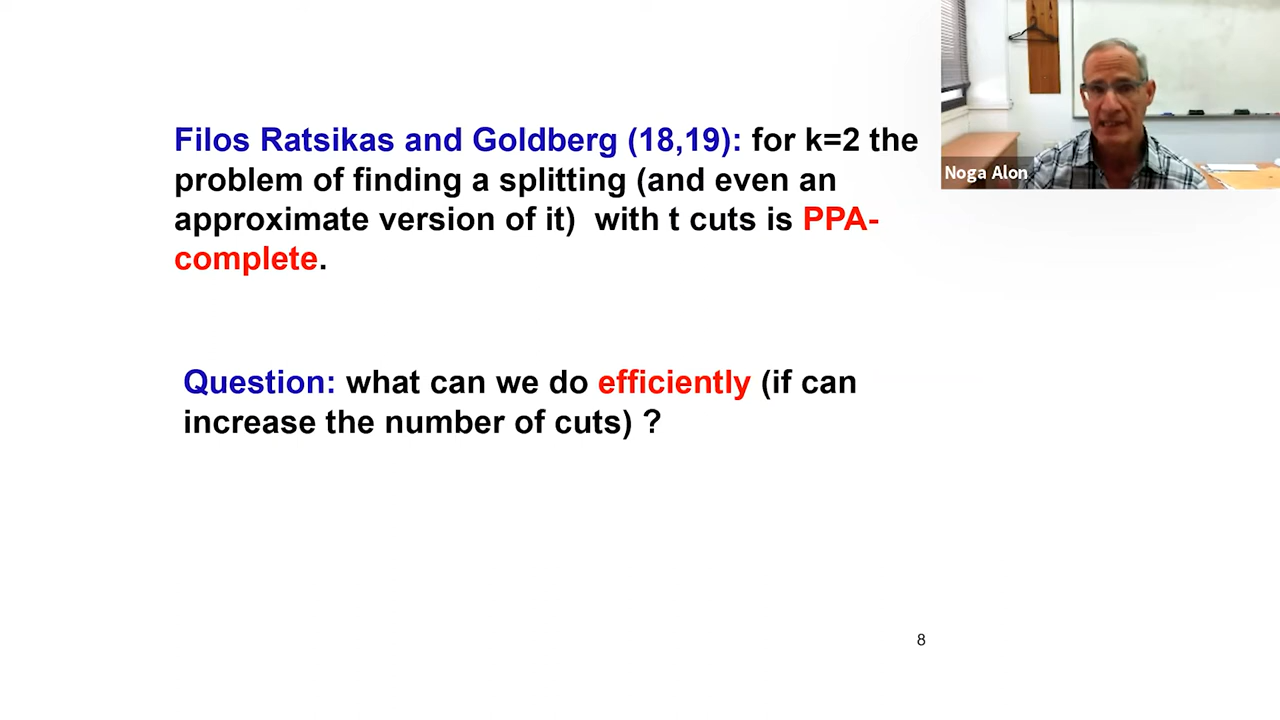 Filos Ratsikas and Goldberg (18,19): for k=2 the
problem of finding a splitting (and even an
approximate version of it)  with t cuts is PPA-
complete.
Noga Alon
Question: what can we do efficiently (if can
increase the number of cuts) ?
8